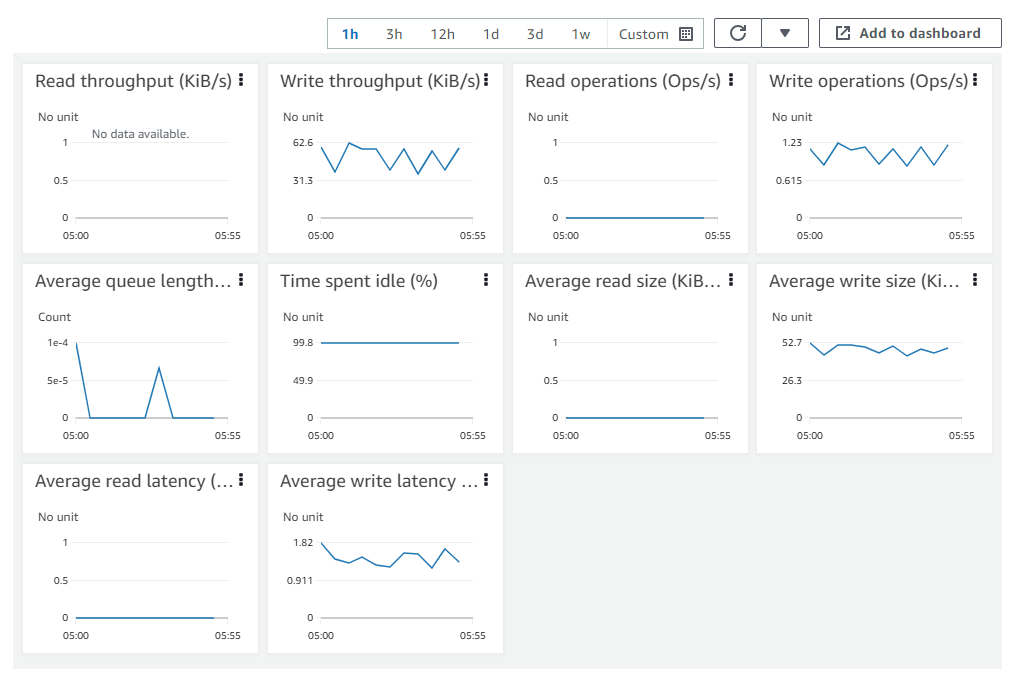 1h 3h 12h 1d 3d 1w Custom Add to dashboard
Read throughput (KiB/s)
No unit
No data available.
1
0.5
0
05:00 05:55
Write throughput (KiB/s)
No unit
62.6
31.3
0
05:00 05:55
Read operations (Ops/s)
No unit
1
0.5
0
05:00 05:55
Write operations (Ops/s)
No unit
1.23
0.615
0
05:00 05:55
Average queue length...
Count
1e-4
5e-5
0
05:00 05:55
Time spent idle (%)
No unit
99.8
49.9
0
05:00 05:55
Average read size (KiB...
No unit
1
0.5
0
05:00 05:55
Average write size (Ki...
No unit
52.7
26.3
0
05:00 05:55
Average read latency (...
No unit
1
0.5
0
05:00 05:55
Average write latency ...
No unit
1.82
0.911
0
05:00 05:55